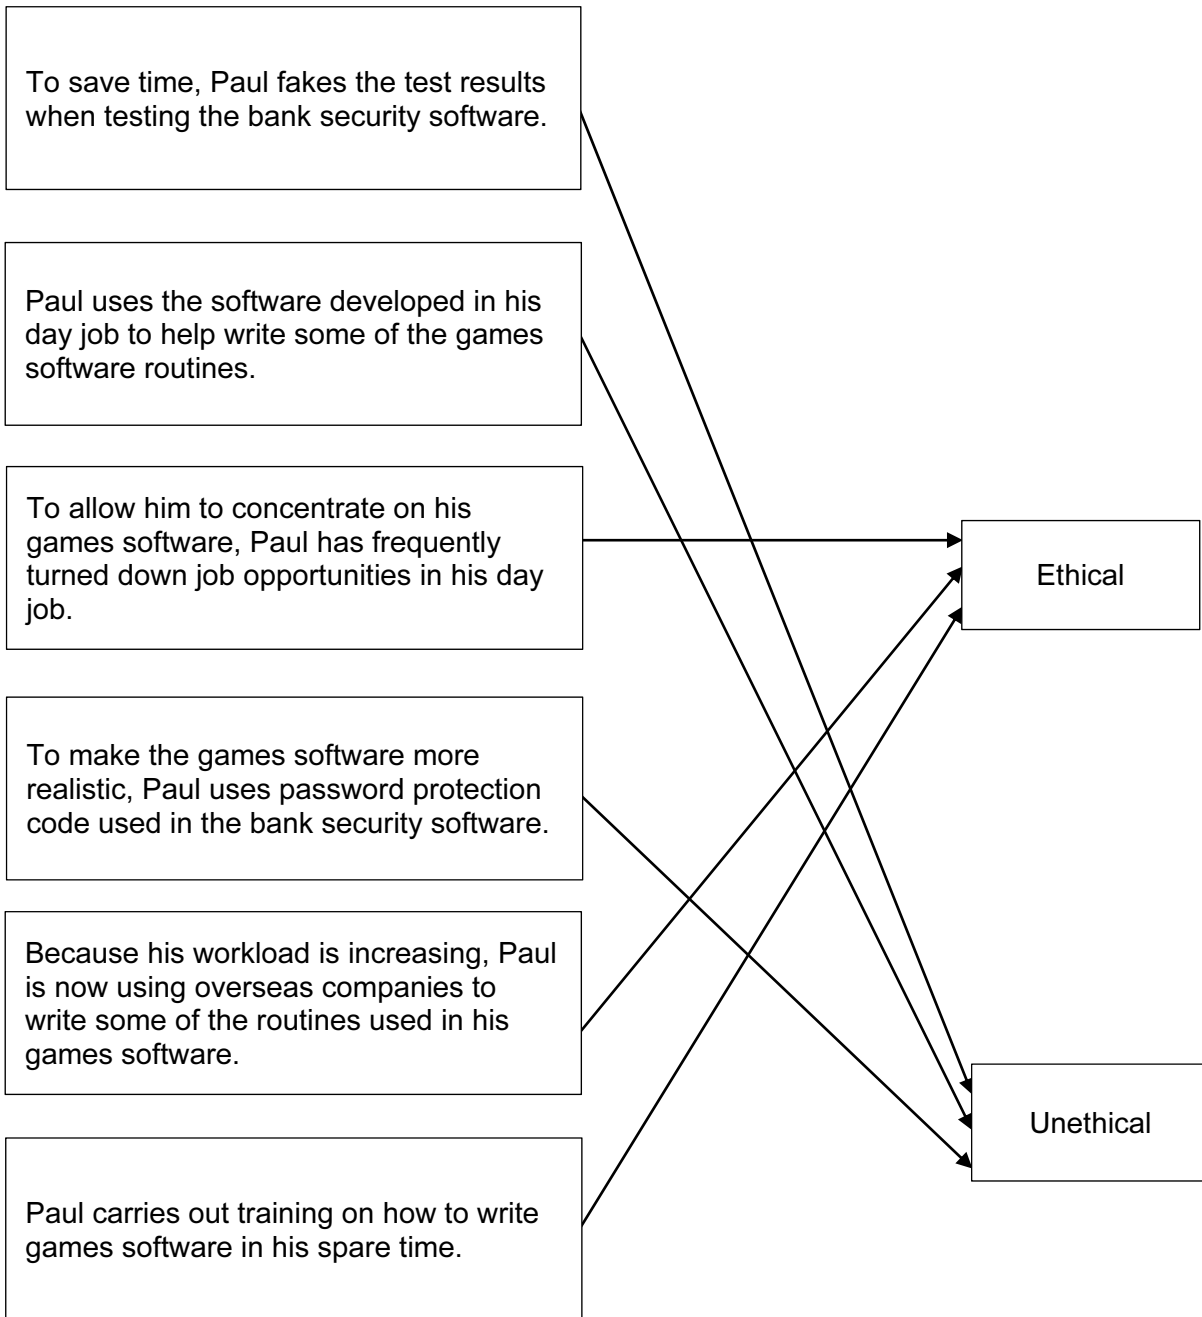 To save time, Paul fakes the test results
when testing the bank security software.
Paul uses the software developed in his
day job to help write some of the games
software routines.
To allow him to concentrate on his
games software, Paul has frequently
turned down job opportunities in his day
job.
Ethical
To make the games software more
realistic, Paul uses password protection
code used in the bank security software.
Because his workload is increasing, Paul
is now using overseas companies to
write some of the routines used in his
games software.
Unethical
Paul carries out training on how to write
games software in his spare time.